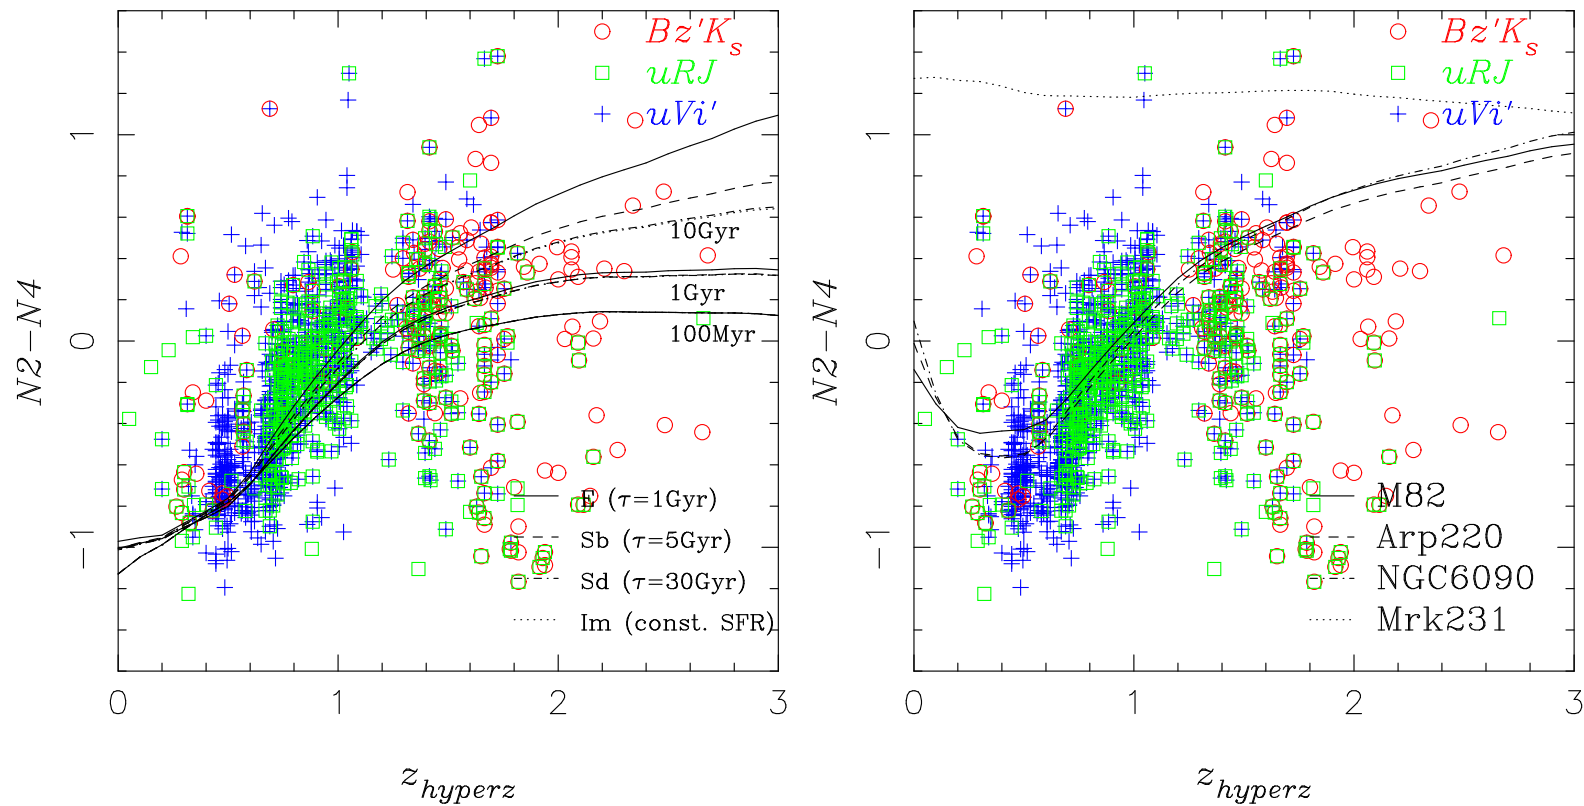 Bz'Ks
uRJ
uVi'
10Gyr
1Gyr
100Myr
E (τ=1Gyr)
Sb (τ=5Gyr)
Sd (τ=30Gyr)
Im (const. SFR)
1
0
−1
N2−N4
0
1
2
3
z_hyperz
Bz'Ks
uRJ
uVi'
M82
Arp220
NGC6090
Mrk231
1
0
−1
N2−N4
0
1
2
3
z_hyperz